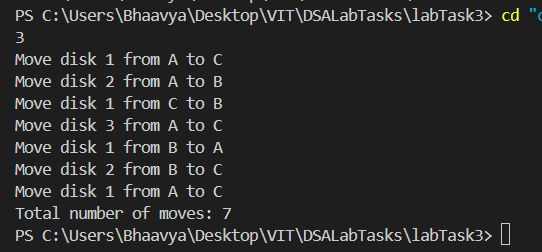 PS C:\Users\Bhaavya\Desktop\VIT\DSALabTasks\labTask3> cd "c
3
Move disk 1 from A to C
Move disk 2 from A to B
Move disk 1 from C to B
Move disk 3 from A to C
Move disk 1 from B to A
Move disk 2 from B to C
Move disk 1 from A to C
Total number of moves: 7
PS C:\Users\Bhaavya\Desktop\VIT\DSALabTasks\labTask3>